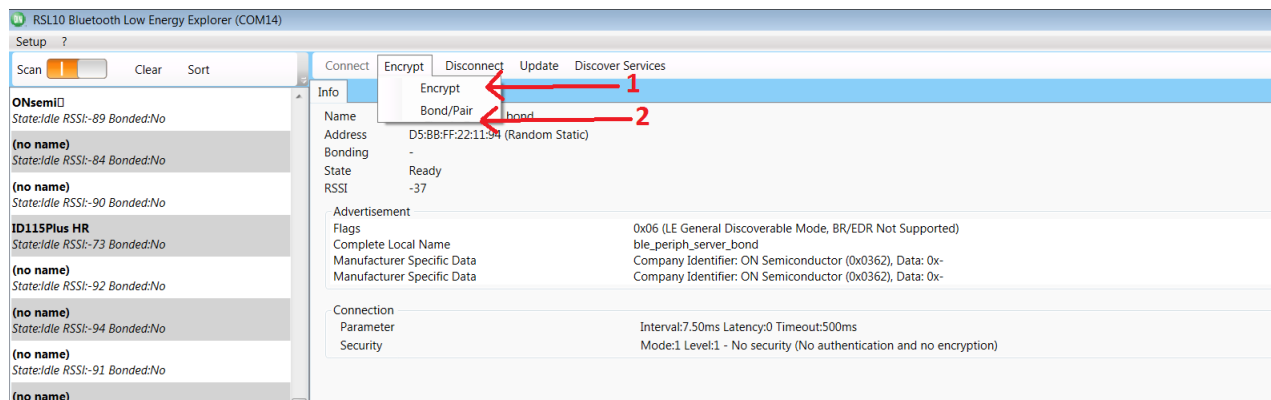 RSL10 Bluetooth Low Energy Explorer (COM14)
Setup ?
Scan Clear Sort
Connect Encrypt Disconnect Update Discover Services
Encrypt 1
Bond/Pair 2
Info
ONsemi
State:Idle RSSI:-89 Bonded:No
(no name)
State:Idle RSSI:-84 Bonded:No
(no name)
State:Idle RSSI:-90 Bonded:No
ID115Plus HR
State:Idle RSSI:-73 Bonded:No
(no name)
State:Idle RSSI:-92 Bonded:No
(no name)
State:Idle RSSI:-94 Bonded:No
(no name)
State:Idle RSSI:-91 Bonded:No
(no name)
Name bond
Address D5:BB:FF:22:11:94 (Random Static)
Bonding -
State Ready
RSSI -37
Advertisement
Flags 0x06 (LE General Discoverable Mode, BR/EDR Not Supported)
Complete Local Name ble_periph_server_bond
Manufacturer Specific Data Company Identifier: ON Semiconductor (0x0362), Data: 0x-
Manufacturer Specific Data Company Identifier: ON Semiconductor (0x0362), Data: 0x-
Connection
Parameter Interval:7.50ms Latency:0 Timeout:500ms
Security Mode:1 Level:1 - No security (No authentication and no encryption)